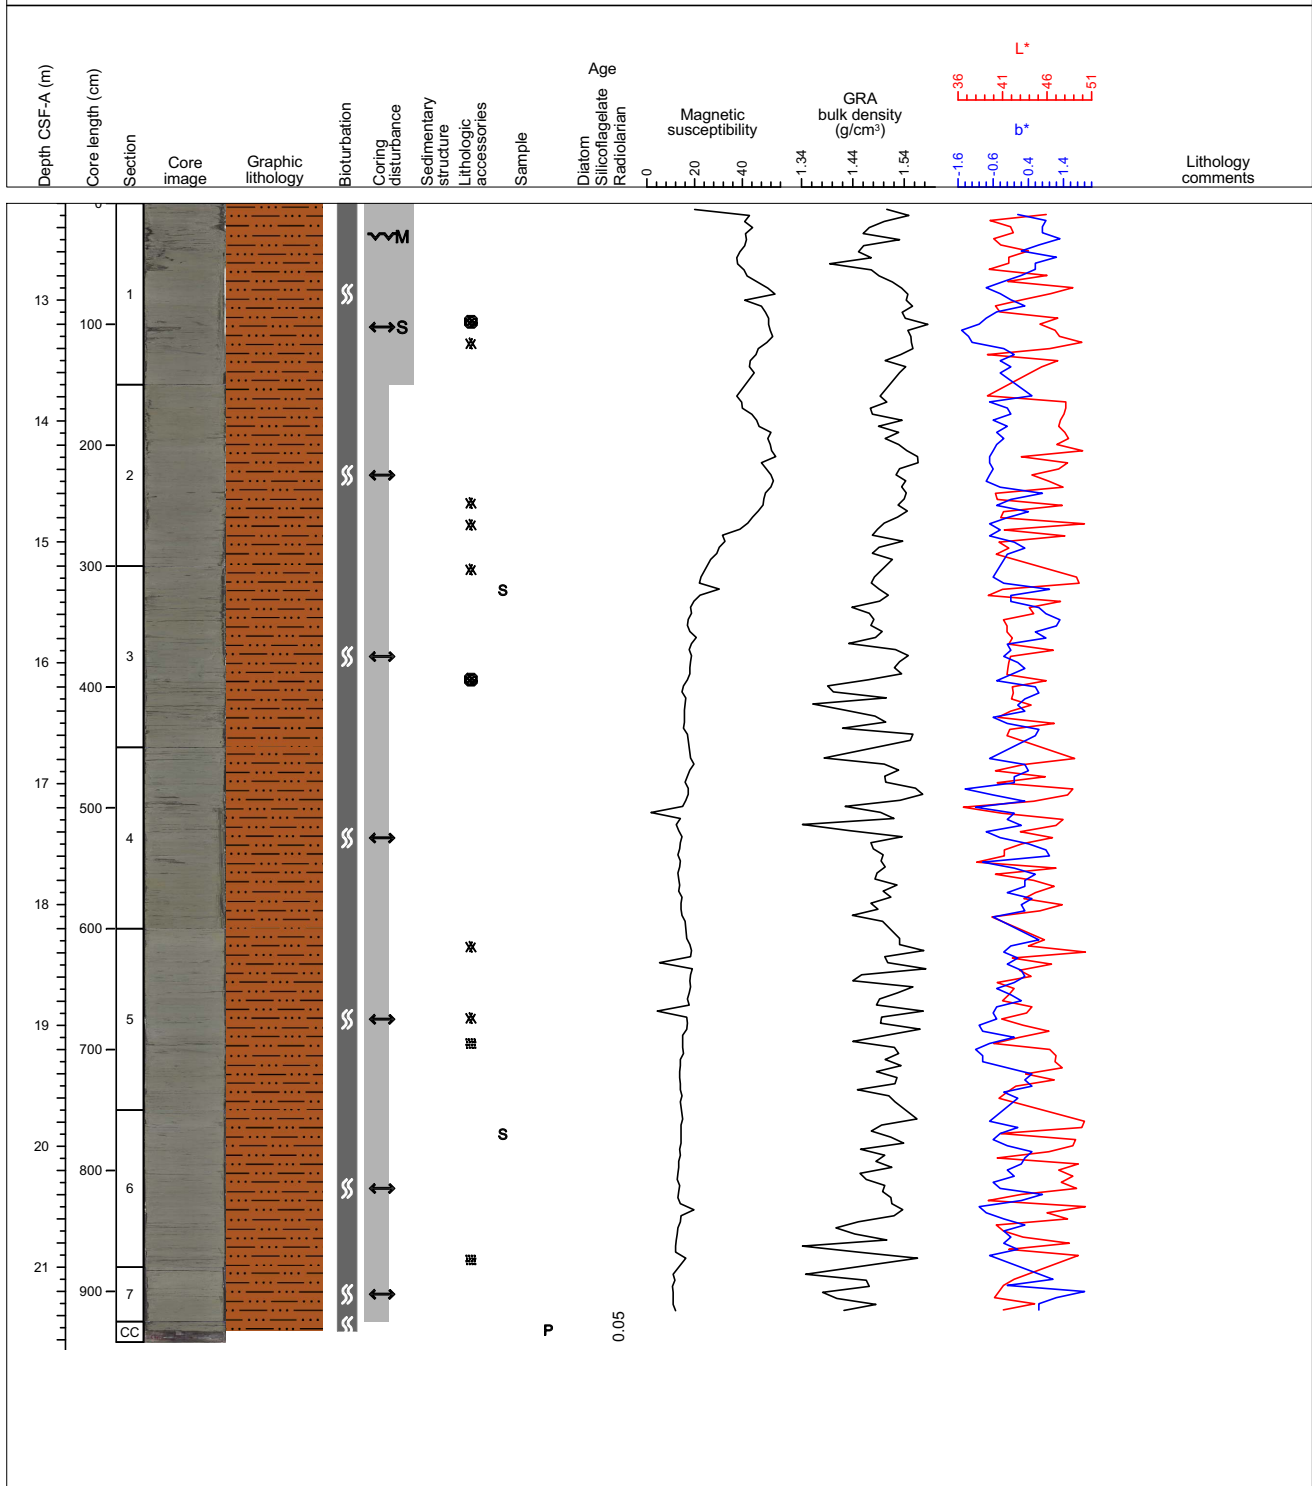 Depth CSF-A (m)
Core length (cm)
Section
Core
image
Graphic
lithology
Bioturbation
Coring
disturbance
Sedimentary
structure
Lithologic
accessories
Sample
Age
Diatom
Silicoflagelate
Radiolarian
Magnetic
susceptibility
0
20
40
GRA
bulk density
(g/cm³)
1.34
1.44
1.54
L*
36
41
46
51
b*
-1.6
-0.6
0.4
1.4
Lithology
comments
0
M
13
1
100
S
14
200
2
15
300
S
3
16
400
17
500
4
18
600
5
19
700
20
S
800
6
21
900
7
CC
P
0.05